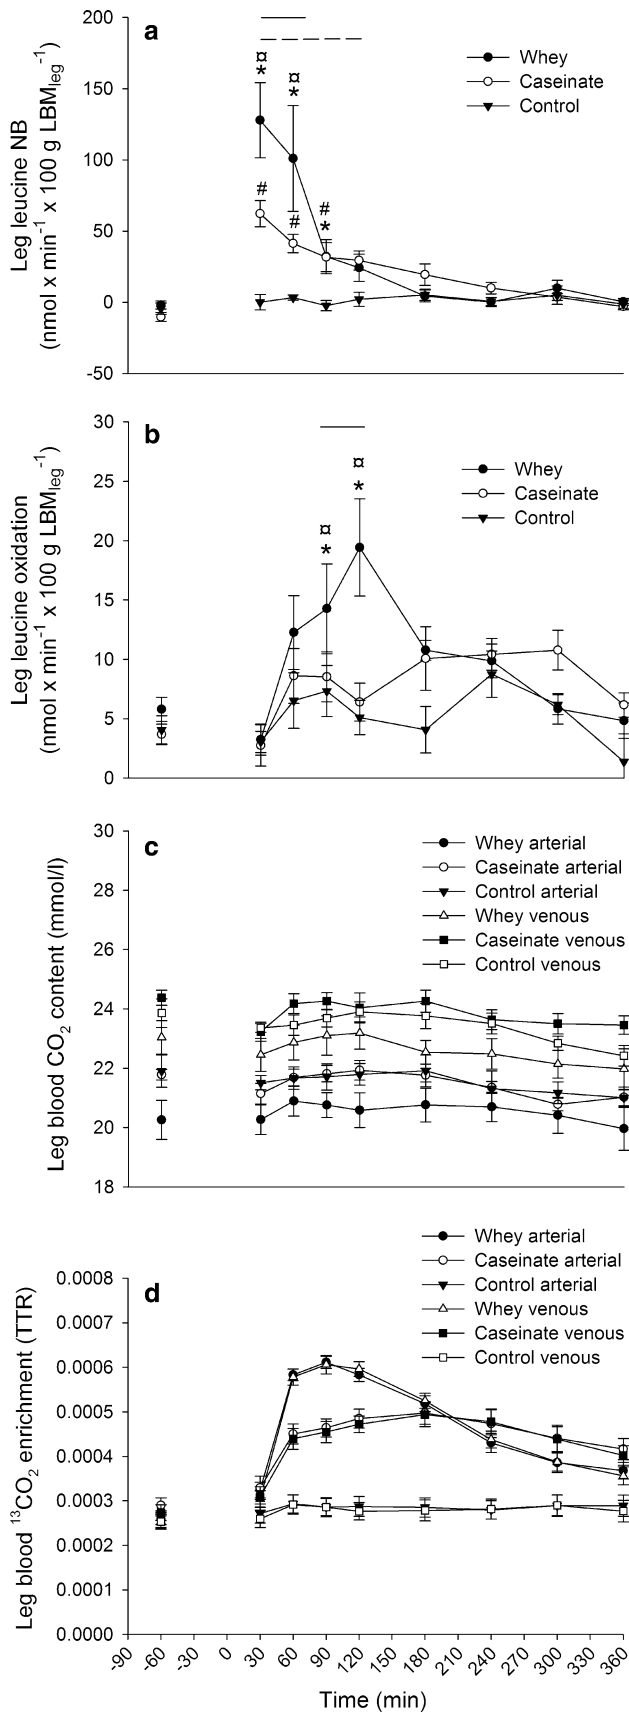 a
Leg leucine NB
(nmol x min⁻¹ x 100 g LBM_leg⁻¹)
200
150
100
50
0
-50
Whey
Caseinate
Control
¤
*
¤
*
#
#
#
*
b
Leg leucine oxidation
(nmol x min⁻¹ x 100 g LBM_leg⁻¹)
30
25
20
15
10
5
0
Whey
Caseinate
Control
¤
*
¤
*
c
Leg blood CO₂ content (mmol/l)
30
28
26
24
22
20
18
Whey arterial
Caseinate arterial
Control arterial
Whey venous
Caseinate venous
Control venous
d
Leg blood ¹³CO₂ enrichment (TTR)
Whey arterial
Caseinate arterial
Control arterial
Whey venous
Caseinate venous
Control venous
0.0008
0.0007
0.0006
0.0005
0.0004
0.0003
0.0002
0.0001
0.0000
-90 -60 -30 0 30 60 90 120 150 180 210 240 270 300 330 360
Time (min)